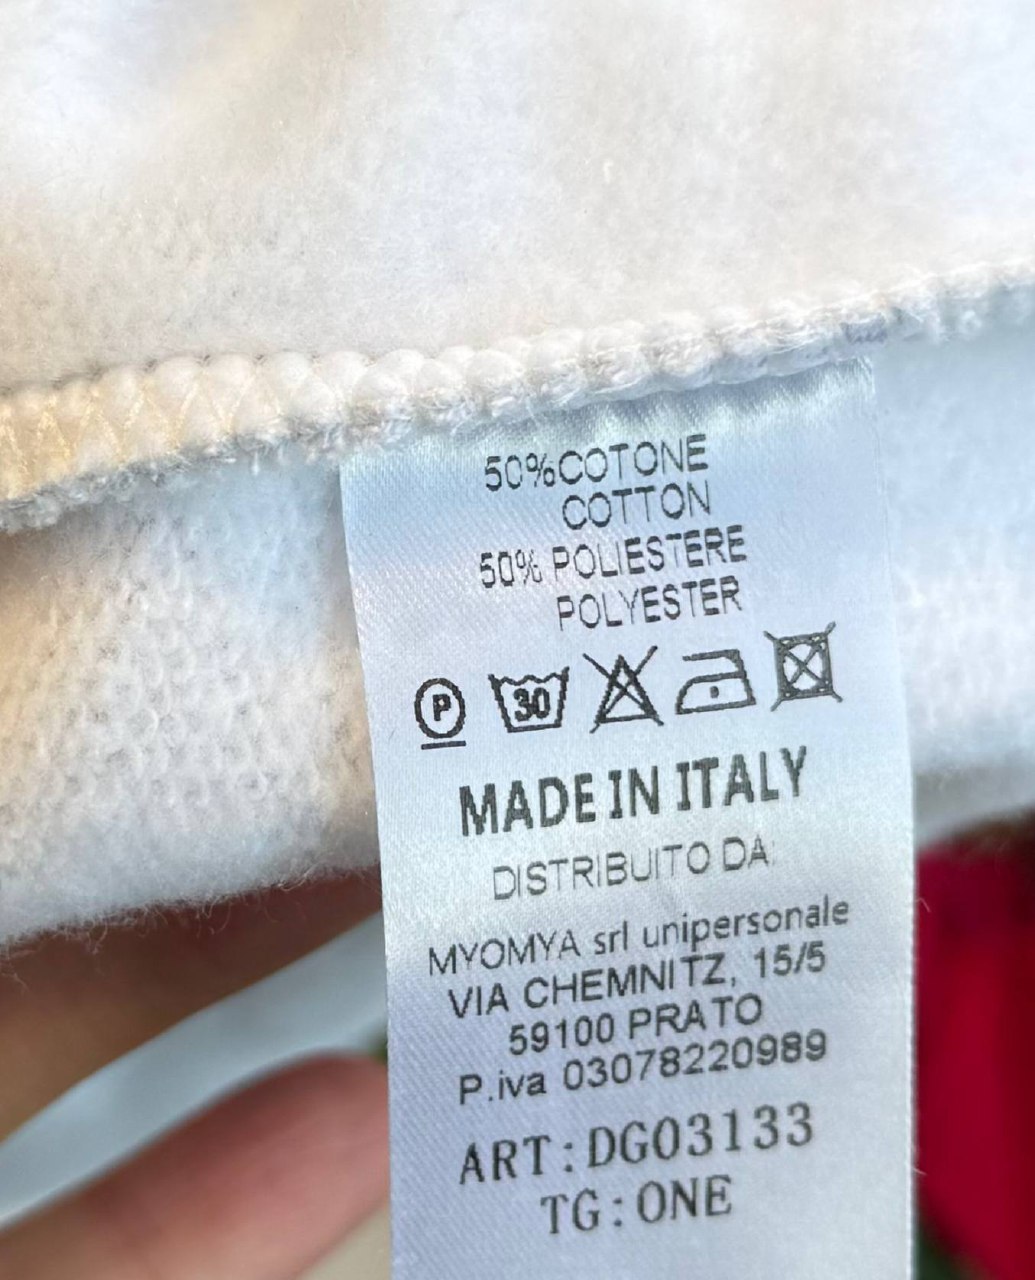 50%COTONE
COTTON
50% POLIESTERE
POLYESTER
P 30
MADE IN ITALY
DISTRIBUITO DA:
MYOMYA srl unipersonale
VIA CHEMNITZ, 15/5
59100 PRATO
P.iva 03078220989
ART:DG03133
TG:ONE